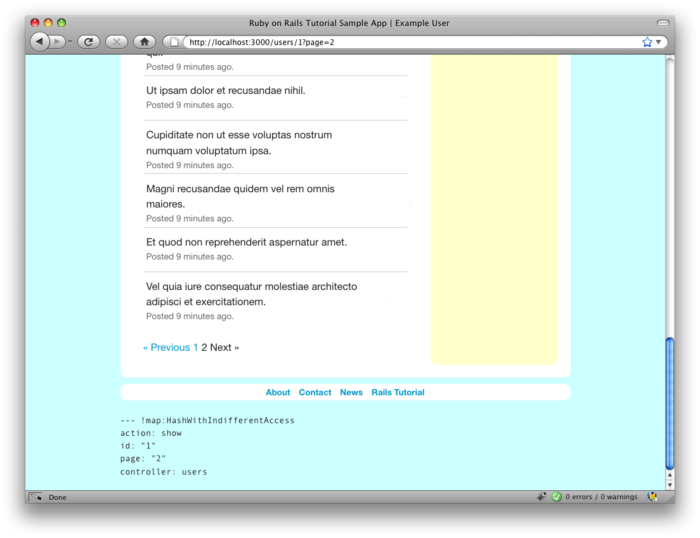 Ruby on Rails Tutorial Sample App | Example User
http://localhost:3000/users/1?page=2
Posted 9 minutes ago.
Ut ipsam dolor et recusandae nihil.
Posted 9 minutes ago.
Cupiditate non ut esse voluptas nostrum
numquam voluptatum ipsa.
Posted 9 minutes ago.
Magni recusandae quidem vel rem omnis
maiores.
Posted 9 minutes ago.
Et quod non reprehenderit aspernatur amet.
Posted 9 minutes ago.
Vel quia iure consequatur molestiae architecto
adipisci et exercitationem.
Posted 9 minutes ago.
« Previous 1 2 Next »
About Contact News Rails Tutorial
--- !map:HashWithIndifferentAccess
action: show
id: "1"
page: "2"
controller: users
Done 0 errors / 0 warnings